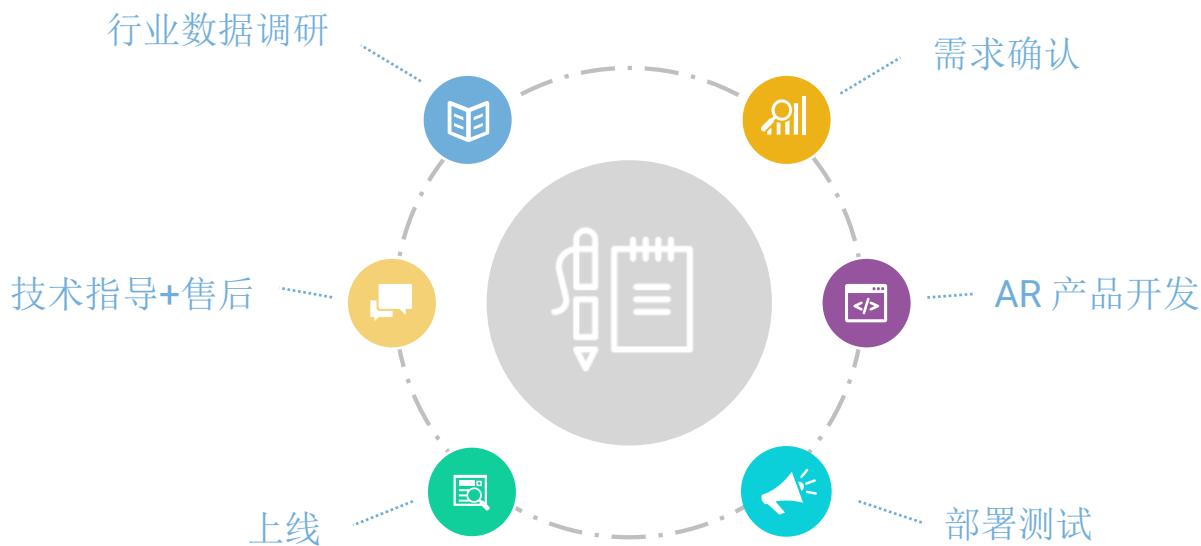 行业数据调研
需求确认
技术指导+售后
AR 产品开发
上线
部署测试